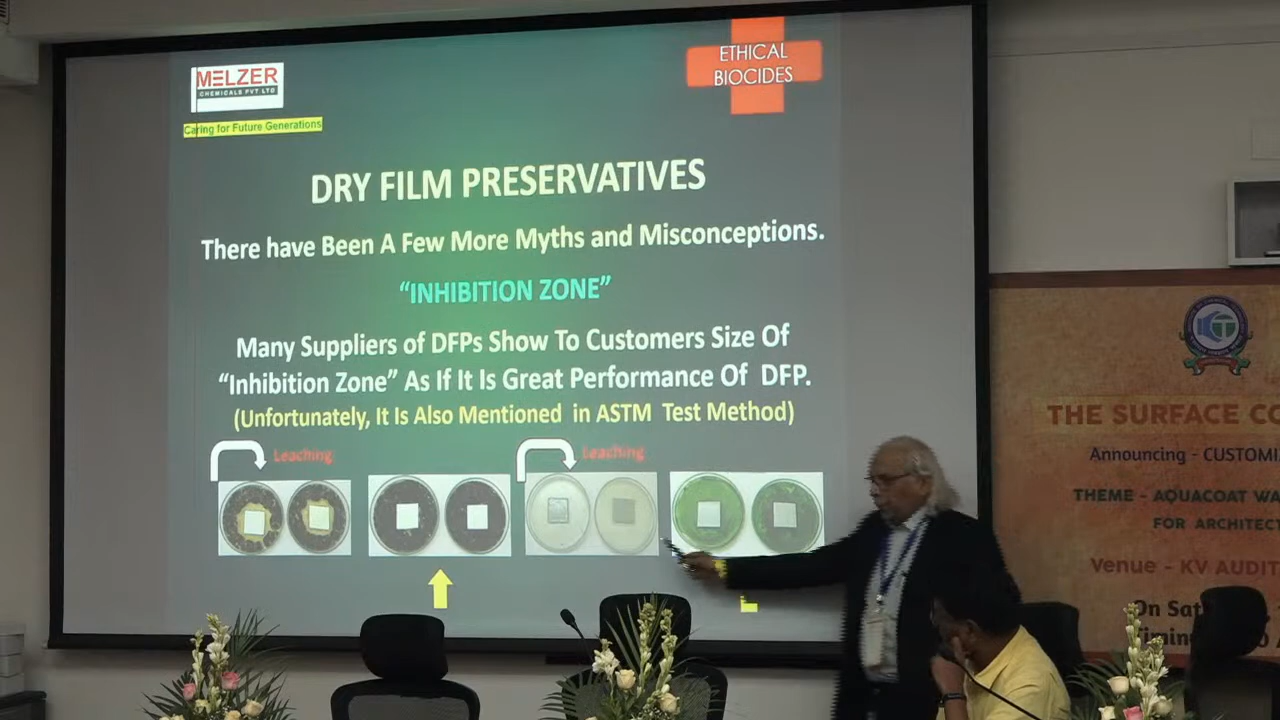 MELZER
CHEMICALS PVT LTD
Caring for Future Generations
ETHICAL
BIOCIDES
DRY FILM PRESERVATIVES
There have Been A Few More Myths and Misconceptions.
“INHIBITION ZONE”
Many Suppliers of DFPs Show To Customers Size Of
“Inhibition Zone” As If It Is Great Performance Of DFP.
(Unfortunately, It Is Also Mentioned in ASTM Test Method)
Leaching
Leaching
THE SURFACE CO
Announcing - CUSTOMI
THEME - AQUACOAT WA
FOR ARCHITECT
Venue - KV AUDIT
On Sat